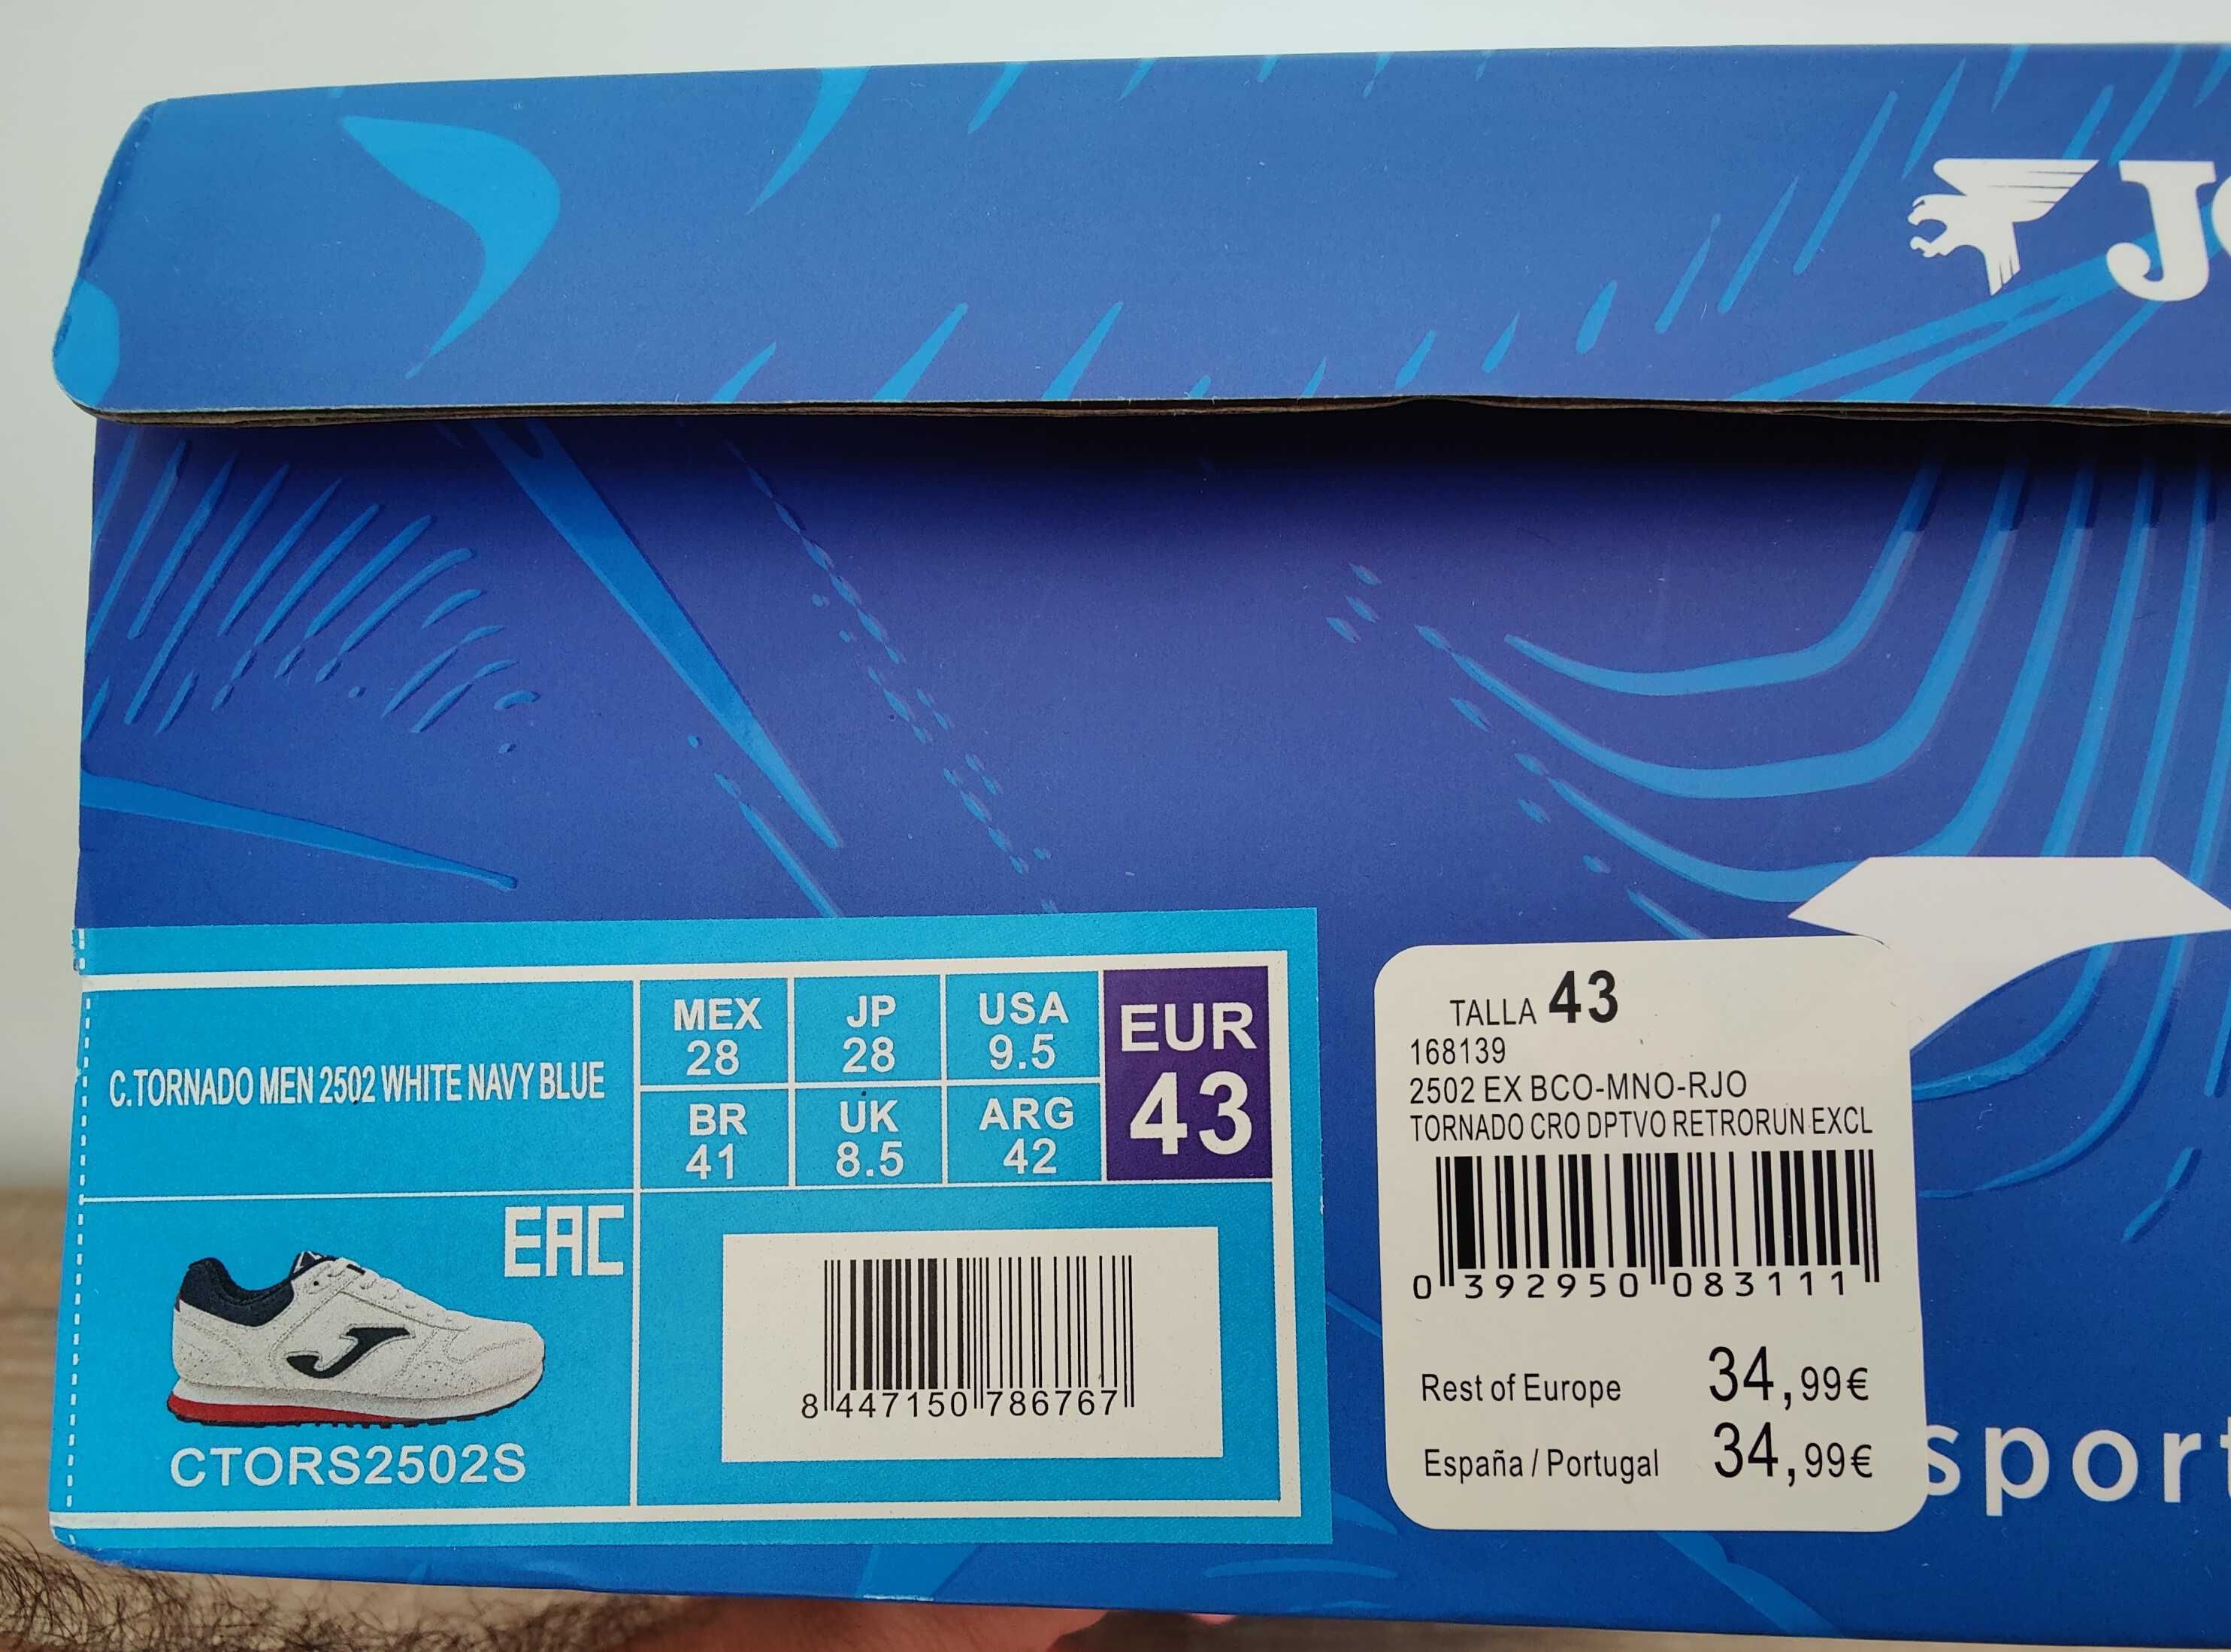 C.TORNADO MEN 2502 WHITE NAVY BLUE
MEX
28
JP
28
USA
9.5
EUR
43
BR
41
UK
8.5
ARG
42
EAC
CTORS2502S
8 447150 786767
TALLA 43
168139
2502 EX BCO-MNO-RJO
TORNADO CRO DPTVO RETRORUN EXCL
0 392950 083111
Rest of Europe 34,99€
España / Portugal 34,99€
sport